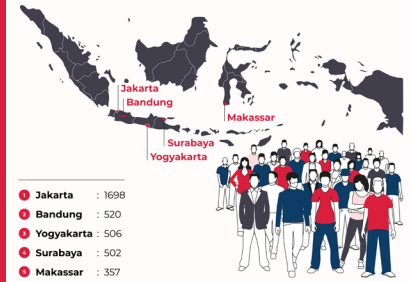 Jakarta
Bandung
Makassar
Surabaya
Yogyakarta
1 Jakarta : 1698
2 Bandung : 520
3 Yogyakarta : 506
4 Surabaya : 502
5 Makassar : 357